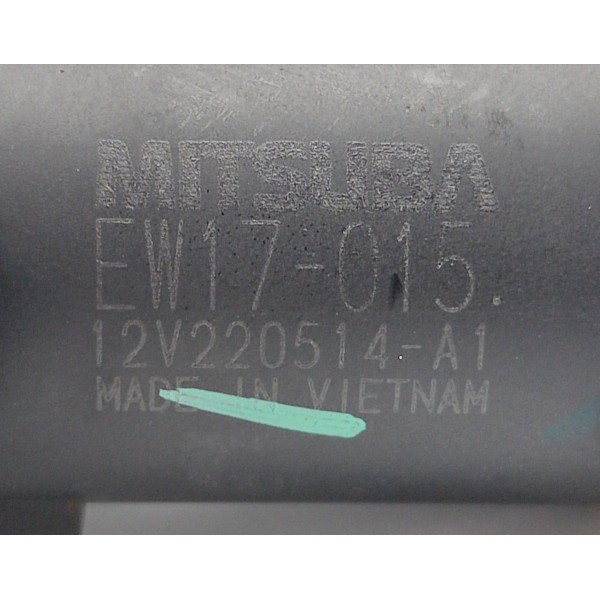 MITSUBA
EW17-015
12V220514-A1
MADE IN VIETNAM